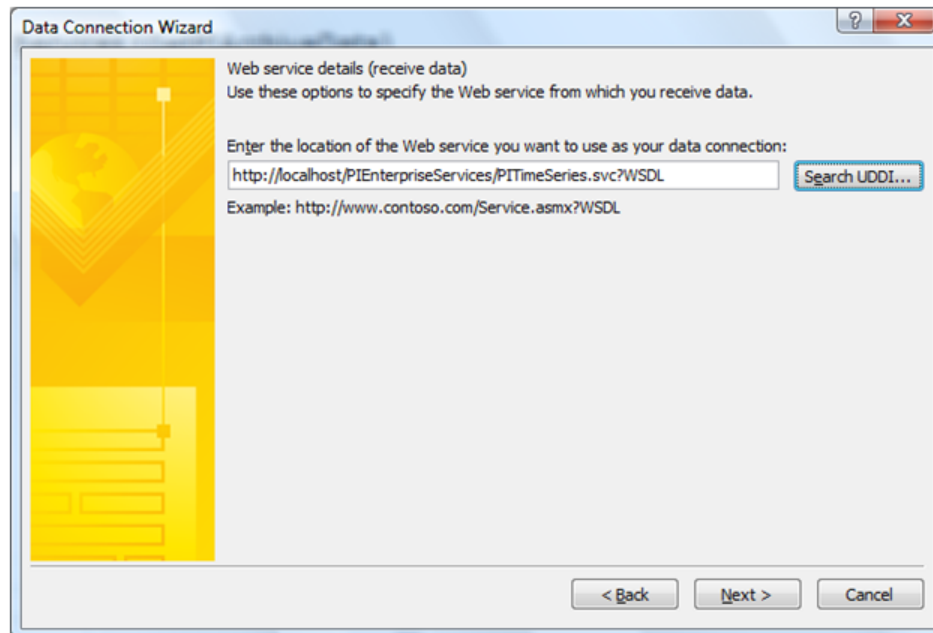 Data Connection Wizard
Web service details (receive data)
Use these options to specify the Web service from which you receive data.
Enter the location of the Web service you want to use as your data connection:
http://localhost/PIEnterpriseServices/PITimeSeries.svc?WSDL
Search UDDI...
Example: http://www.contoso.com/Service.asmx?WSDL
< Back
Next >
Cancel